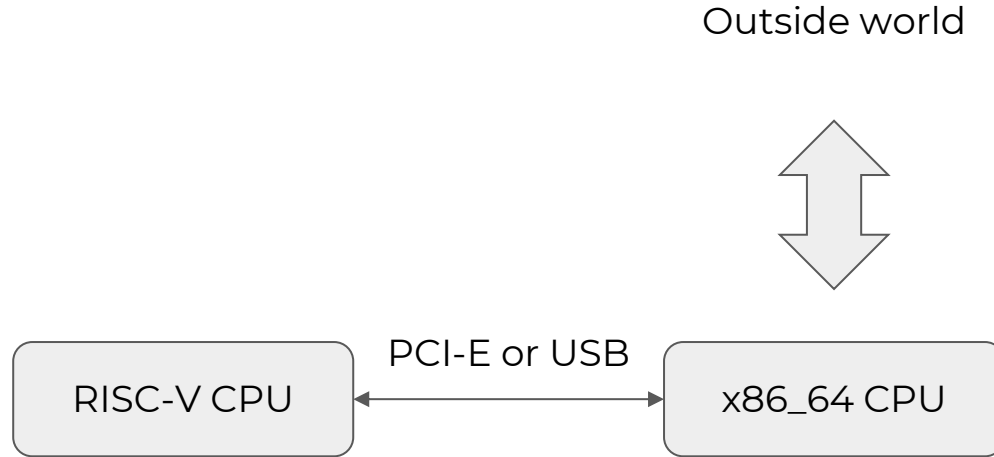 Outside world
PCI-E or USB
RISC-V CPU
x86_64 CPU